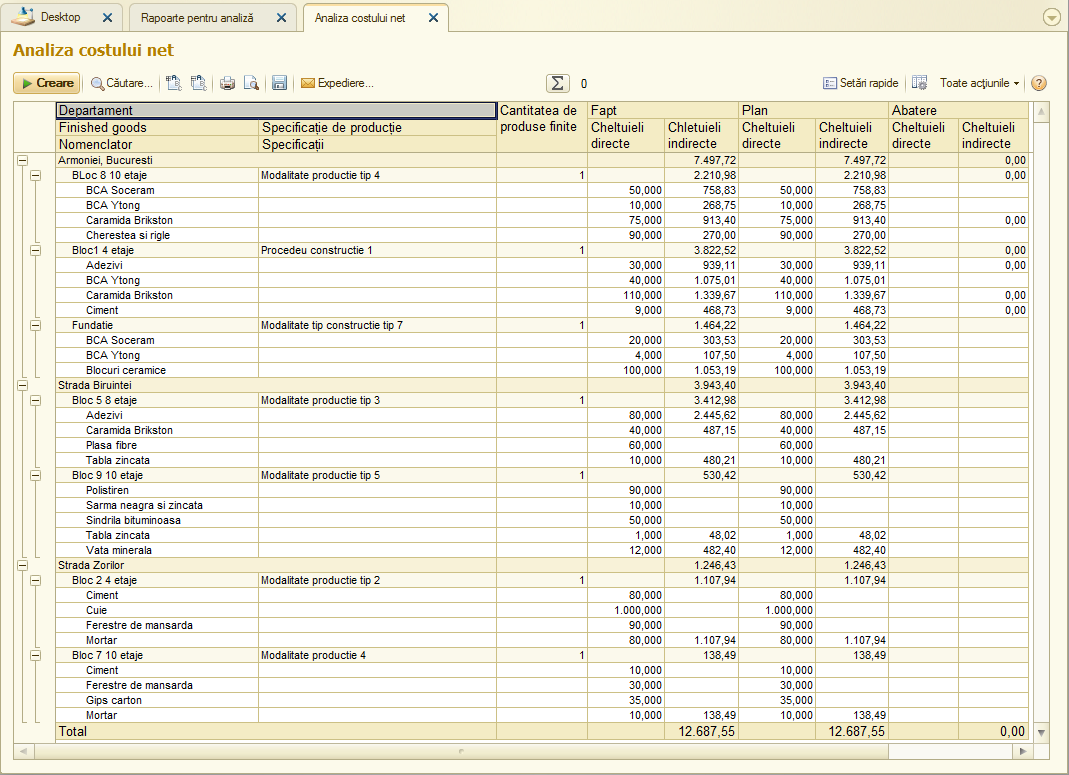 Desktop Rapoarte pentru analiză Analiza costului net
Analiza costului net
Creare Căutare... Expediere... Σ 0 Setări rapide Toate acțiunile ?
Departament Cantitatea de Fapt Plan Abatere
Finished goods Specificație de producție produse finite Cheltuieli Chletuieli Cheltuieli Cheltuieli Cheltuieli Cheltuieli
Nomenclator Specificații directe indirecte directe indirecte directe indirecte
Armoniei, Bucuresti 7.497,72 7.497,72 0,00
BLoc 8 10 etaje Modalitate productie tip 4 1 2.210,98 2.210,98 0,00
BCA Soceram 50,000 758,83 50,000 758,83
BCA Ytong 10,000 268,75 10,000 268,75
Caramida Brikston 75,000 913,40 75,000 913,40 0,00
Cherestea si rigle 90,000 270,00 90,000 270,00
Bloc1 4 etaje Procedeu constructie 1 1 3.822,52 3.822,52 0,00
Adezivi 30,000 939,11 30,000 939,11 0,00
BCA Ytong 40,000 1.075,01 40,000 1.075,01
Caramida Brikston 110,000 1.339,67 110,000 1.339,67 0,00
Ciment 9,000 468,73 9,000 468,73 0,00
Fundatie Modalitate tip constructie tip 7 1 1.464,22 1.464,22
BCA Soceram 20,000 303,53 20,000 303,53
BCA Ytong 4,000 107,50 4,000 107,50
Blocuri ceramice 100,000 1.053,19 100,000 1.053,19
Strada Biruintei 3.943,40 3.943,40
Bloc 5 8 etaje Modalitate productie tip 3 1 3.412,98 3.412,98
Adezivi 80,000 2.445,62 80,000 2.445,62
Caramida Brikston 40,000 487,15 40,000 487,15
Plasa fibre 60,000 60,000
Tabla zincata 10,000 480,21 10,000 480,21
Bloc 9 10 etaje Modalitate productie tip 5 1 530,42 530,42
Polistiren 90,000 90,000
Sarma neagra si zincata 10,000 10,000
Sindrila bituminoasa 50,000 50,000
Tabla zincata 1,000 48,02 1,000 48,02
Vata minerala 12,000 482,40 12,000 482,40
Strada Zorilor 1.246,43 1.246,43
Bloc 2 4 etaje Modalitate productie tip 2 1 1.107,94 1.107,94
Ciment 80,000 80,000
Cuie 1.000,000 1.000,000
Ferestre de mansarda 90,000 90,000
Mortar 80,000 1.107,94 80,000 1.107,94
Bloc 7 10 etaje Modalitate productie 4 1 138,49 138,49
Ciment 10,000 10,000
Ferestre de mansarda 30,000 30,000
Gips carton 35,000 35,000
Mortar 10,000 138,49 10,000 138,49
Total 12.687,55 12.687,55 0,00